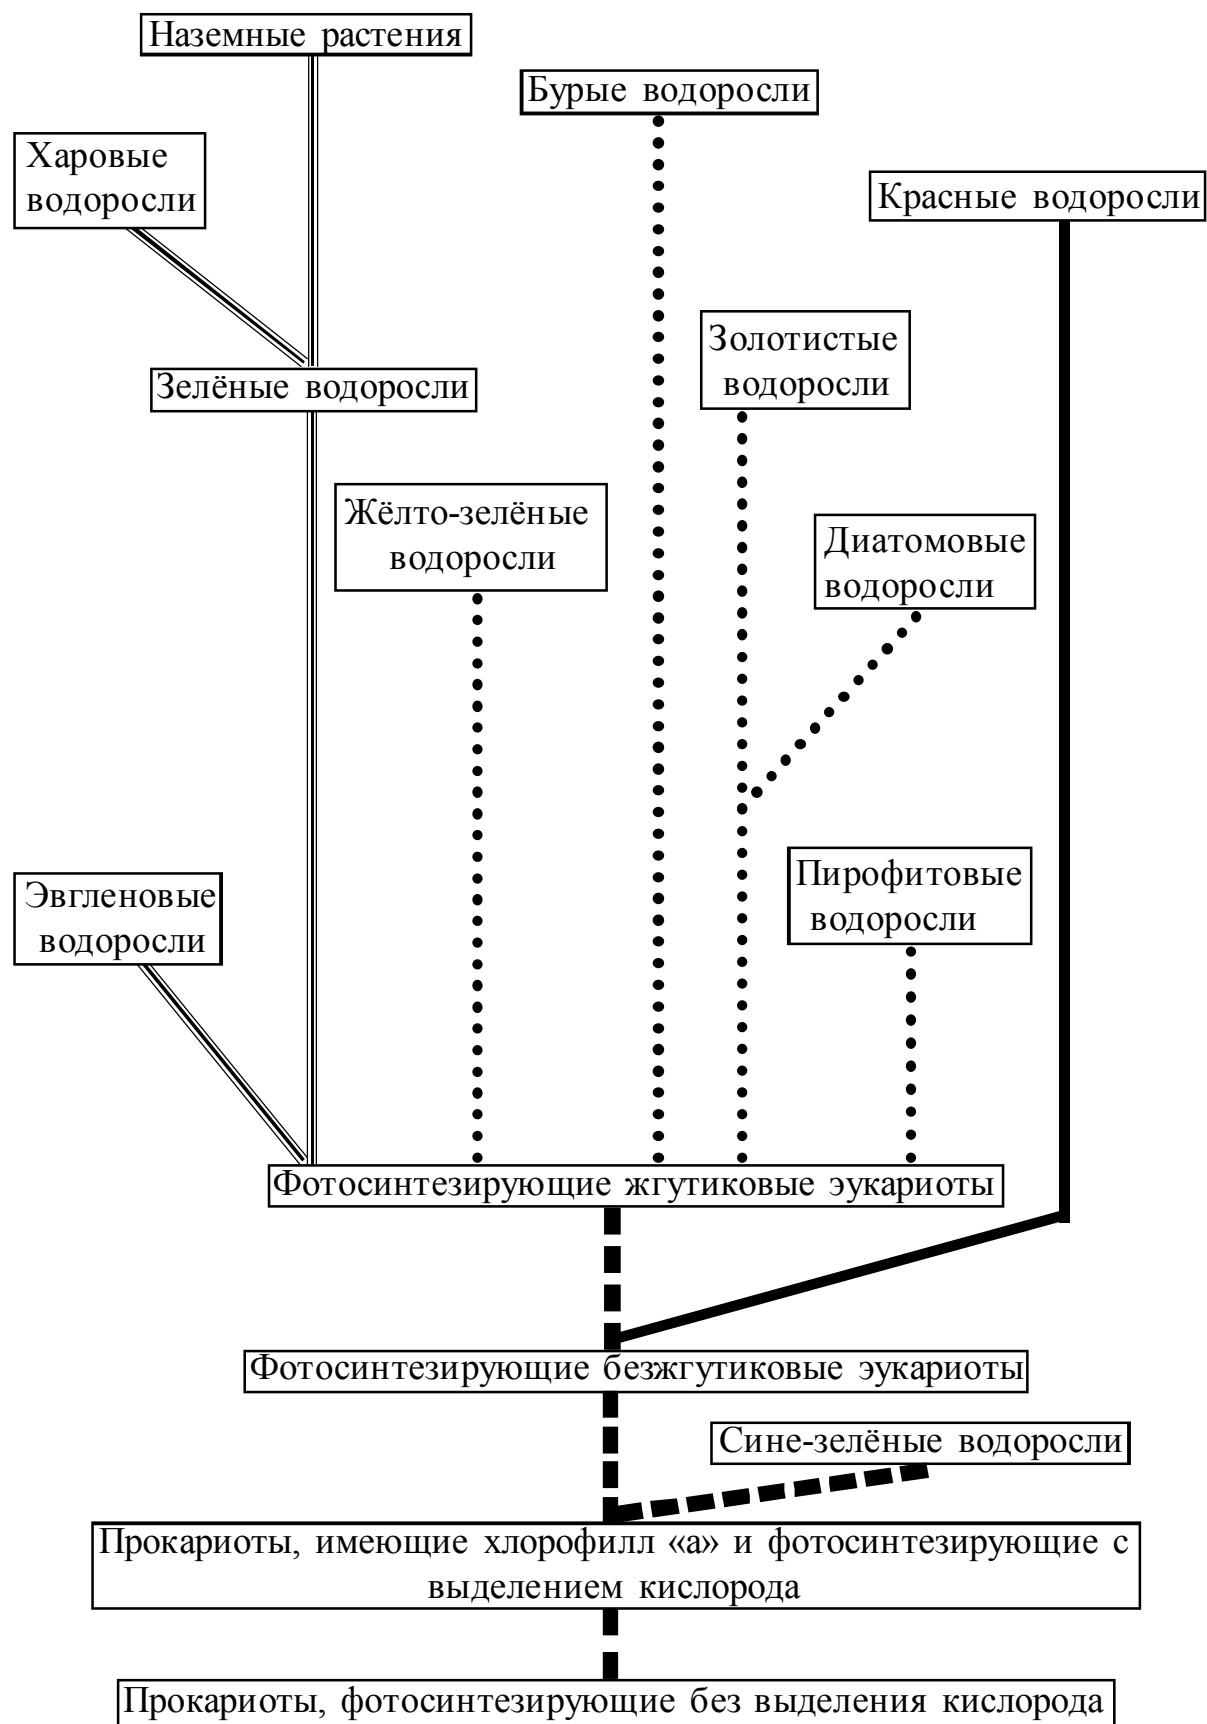 Наземные растения
Бурые водоросли
Харовые
водоросли
Красные водоросли
Золотистые
водоросли
Зелёные водоросли
Жёлто-зелёные
водоросли
Диатомовые
водоросли
Пирофитовые
водоросли
Эвгленовые
водоросли
Фотосинтезирующие жгутиковые эукариоты
Фотосинтезирующие безжгутиковые эукариоты
Сине-зелёные водоросли
Прокариоты, имеющие хлорофилл «а» и фотосинтезирующие с
выделением кислорода
Прокариоты, фотосинтезирующие без выделения кислорода